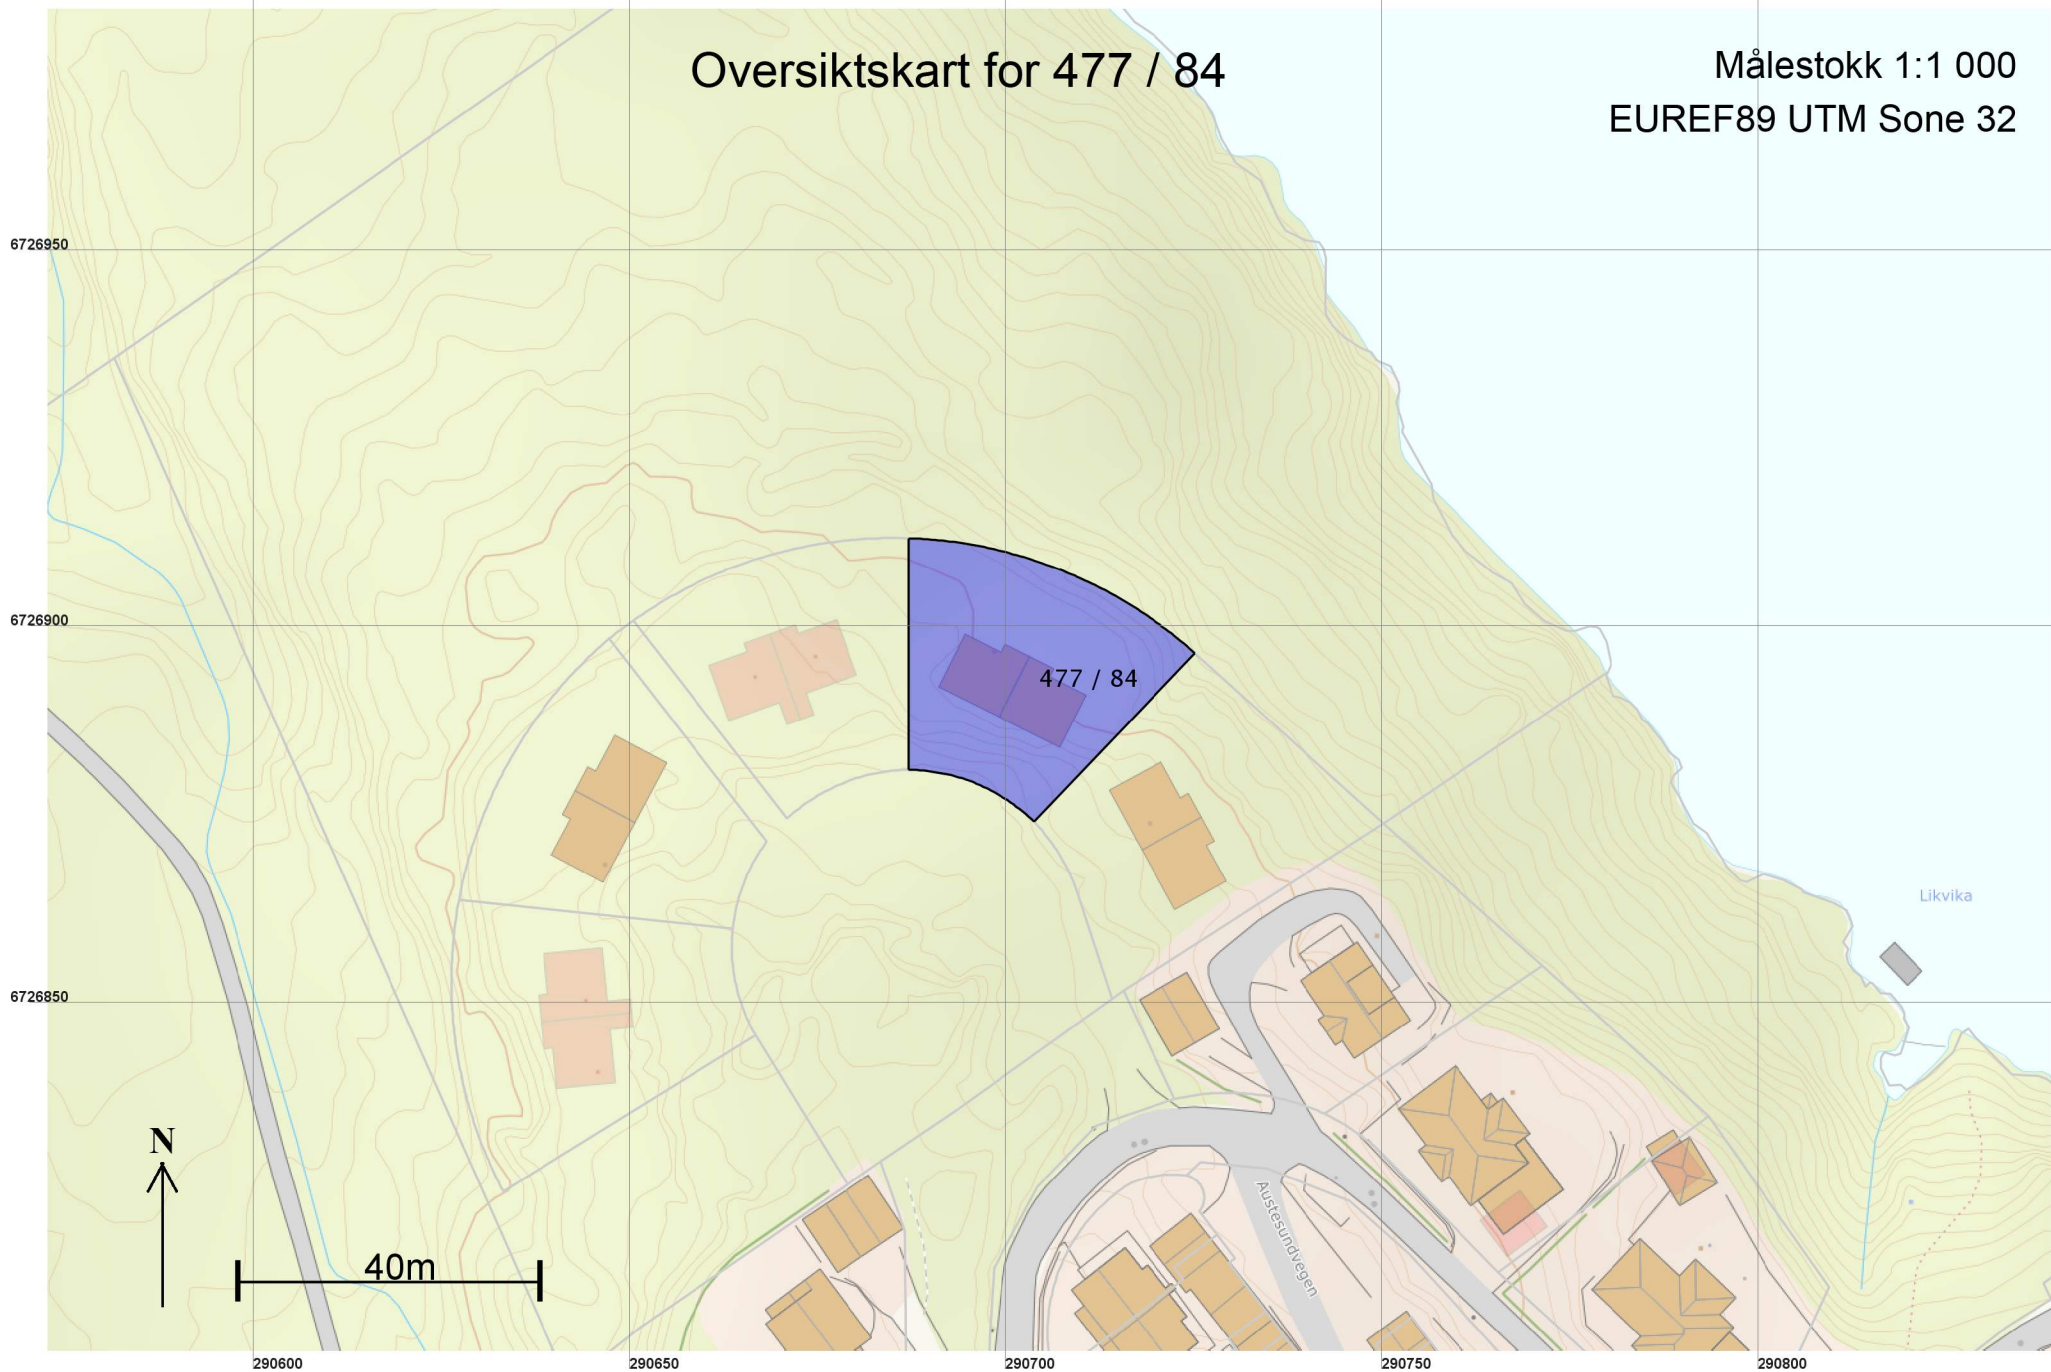 Oversiktskart for 477 / 84
Målestokk 1:1 000
EUREF89 UTM Sone 32
6726950
6726900
477 / 84
Likvika
6726850
N
Austesundvegen
40m
290600
290650
290700
290750
290800